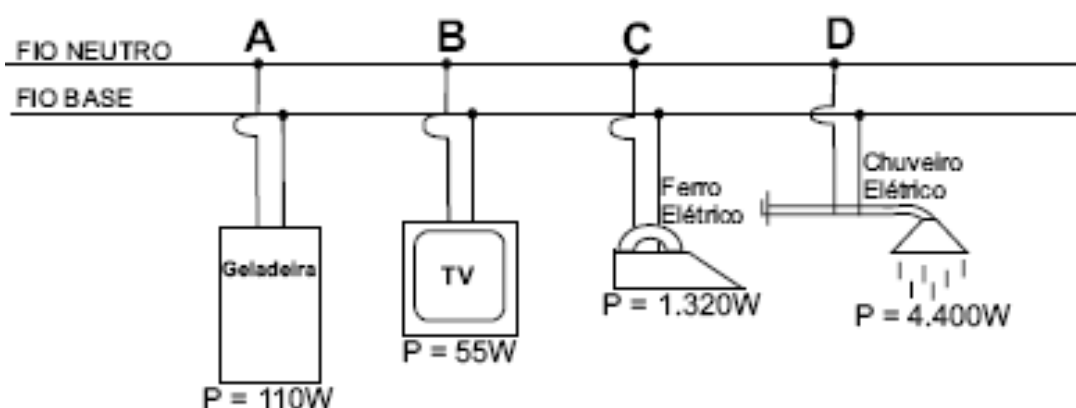 A
B
C
D
FIO NEUTRO
FIO BASE
Geladeira
P = 110W
TV
P = 55W
Ferro
Elétrico
P = 1.320W
Chuveiro
Elétrico
P = 4.400W